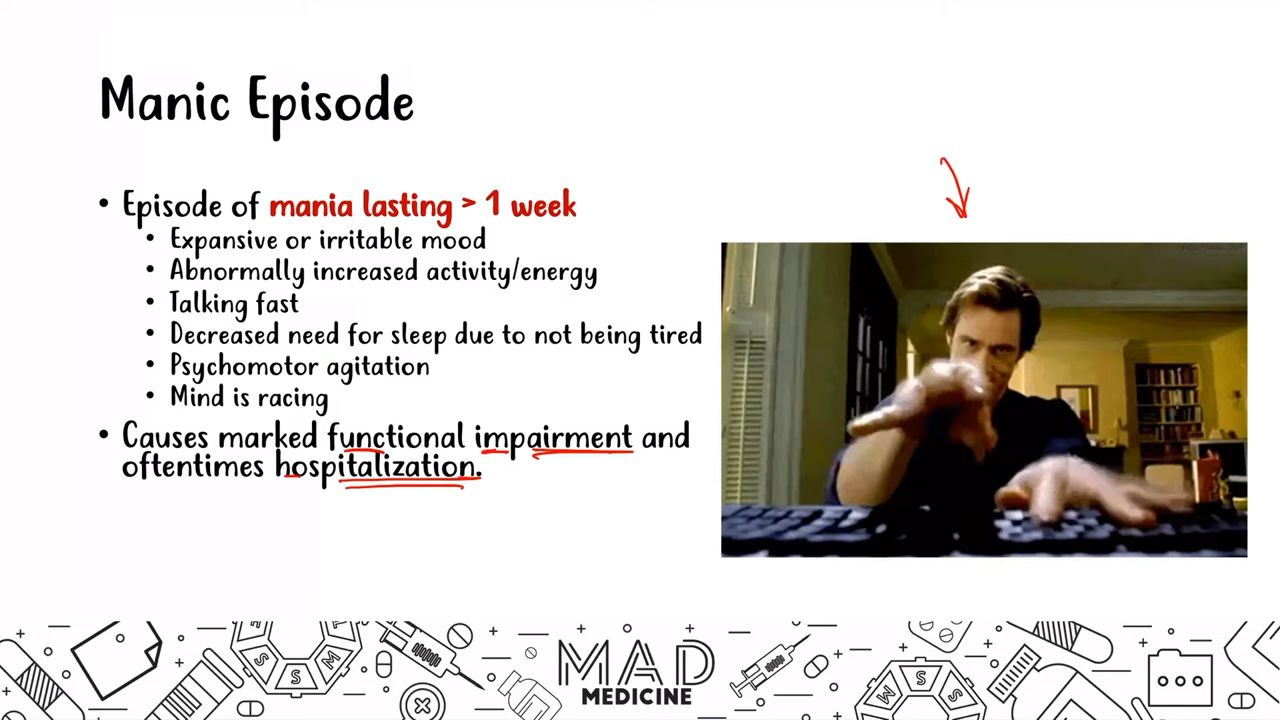 Manic Episode
• Episode of mania lasting > 1 week
• Expansive or irritable mood
• Abnormally increased activity/energy
• Talking fast
• Decreased need for sleep due to not being tired
• Psychomotor agitation
• Mind is racing
• Causes marked functional impairment and
oftentimes hospitalization.
MAD
MEDICINE
S
S
M
M
S
S